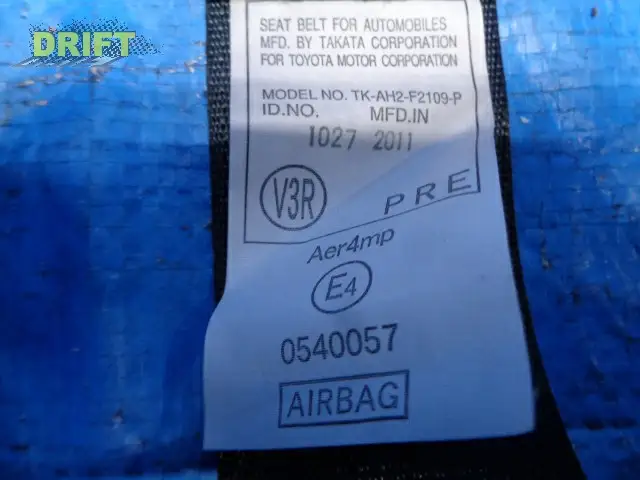 DRIFT
SEAT BELT FOR AUTOMOBILES
MFD. BY TAKATA CORPORATION
FOR TOYOTA MOTOR CORPORATION
MODEL NO. TK-AH2-F2109-P
ID.NO. MFD.IN
1027 2011
V3R
PRE
Aer4mp
E4
0540057
AIRBAG